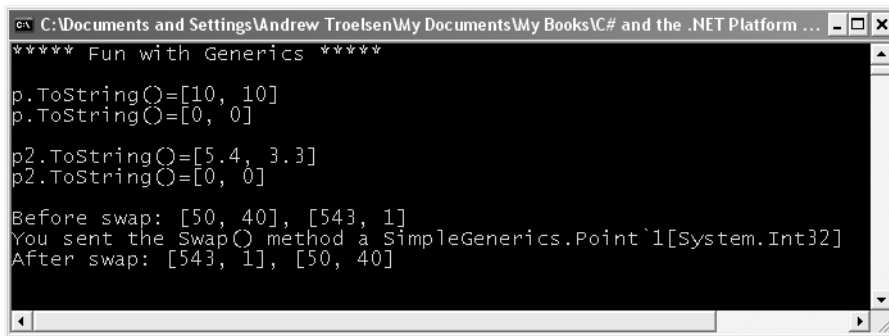 C:\Documents and Settings\Andrew Troelsen\My Documents\My Books\C# and the .NET Platform ...
***** Fun with Generics *****
p.ToString()=[10, 10]
p.ToString()=[0, 0]
p2.ToString()=[5.4, 3.3]
p2.ToString()=[0, 0]
Before swap: [50, 40], [543, 1]
You sent the Swap() method a SimpleGenerics.Point`1[System.Int32]
After swap: [543, 1], [50, 40]